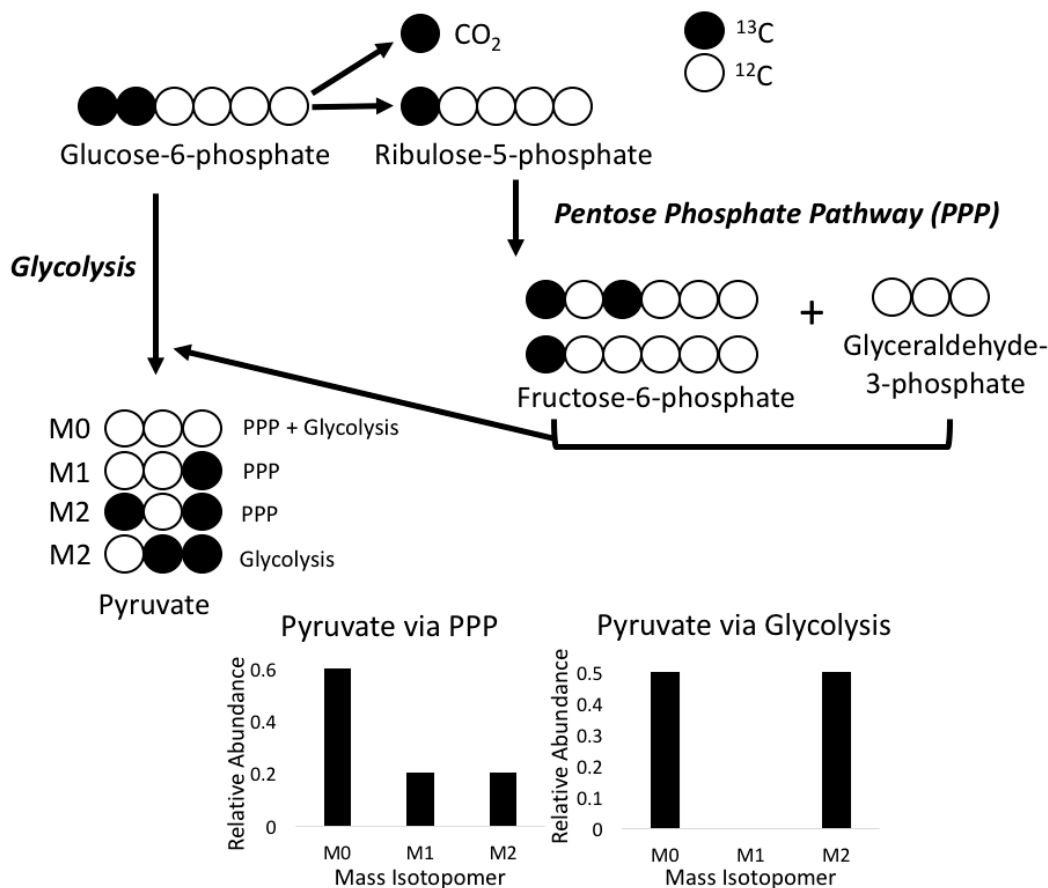 CO₂
¹³C
¹²C
Glucose-6-phosphate
Ribulose-5-phosphate
Pentose Phosphate Pathway (PPP)
Glycolysis
+
Glyceraldehyde-
3-phosphate
Fructose-6-phosphate
M0 PPP + Glycolysis
M1 PPP
M2 PPP
M2 Glycolysis
Pyruvate
Pyruvate via PPP
Relative Abundance
0.6
0.4
0.2
0
M0 M1 M2
Mass Isotopomer
Pyruvate via Glycolysis
Relative Abundance
0.5
0.4
0.3
0.2
0.1
0
M0 M1 M2
Mass Isotopomer